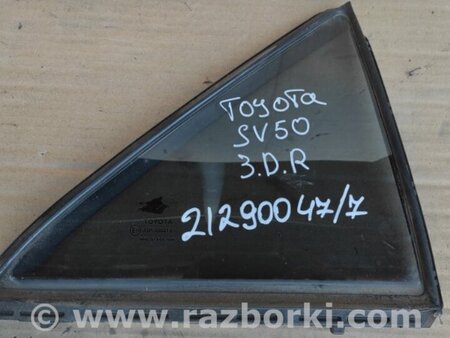 TOYOTA
SV50
3.D.R
21290047/7
TOYOTA
www.razborki.com